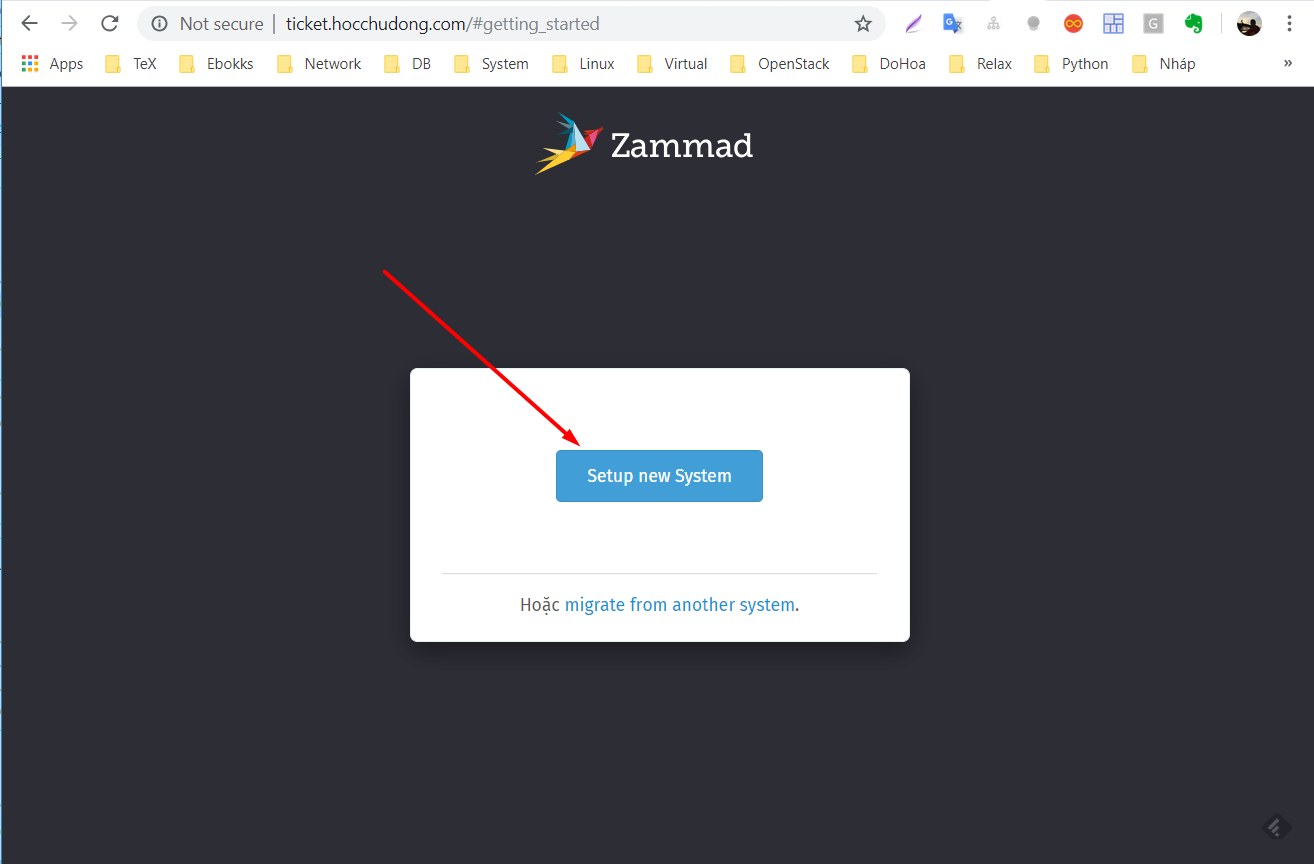 Not secure | ticket.hocchudong.com/#getting_started
G
Apps TeX Ebokks Network DB System Linux Virtual OpenStack DoHoa Relax Python Nháp »
Zammad
Setup new System
Hoặc migrate from another system.